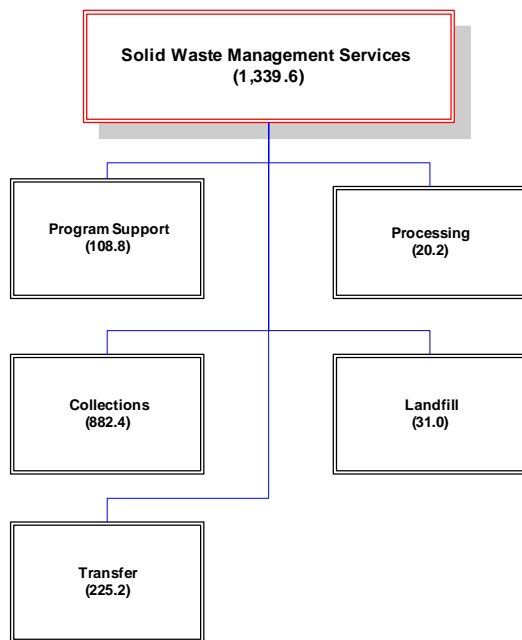 Solid Waste Management Services
(1,339.6)
Program Support
(108.8)
Processing
(20.2)
Collections
(882.4)
Landfill
(31.0)
Transfer
(225.2)